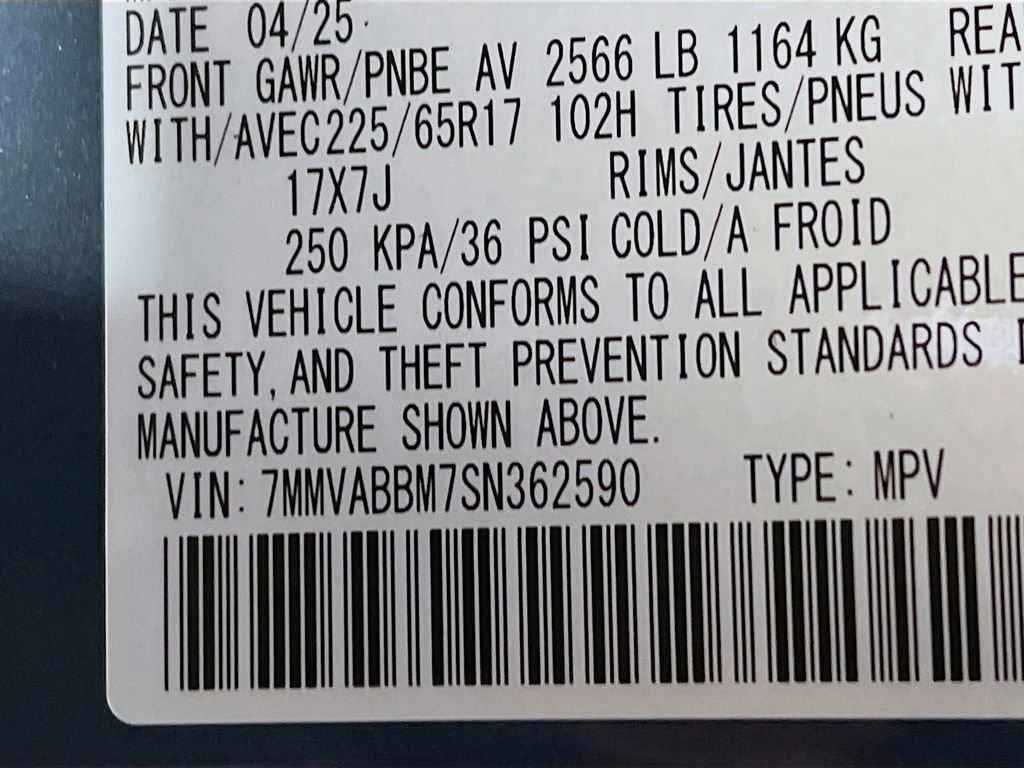 DATE 04/25
FRONT GAWR/PNBE AV 2566 LB 1164 KG
WITH/AVEC225/65R17 102H TIRES/PNEUS
17X7J RIMS/JANTES
250 KPA/36 PSI COLD/A FROID
THIS VEHICLE CONFORMS TO ALL APPLICABLE
SAFETY, AND THEFT PREVENTION STANDARDS
MANUFACTURE SHOWN ABOVE.
VIN: 7MMVABBM7SN362590 TYPE: MPV